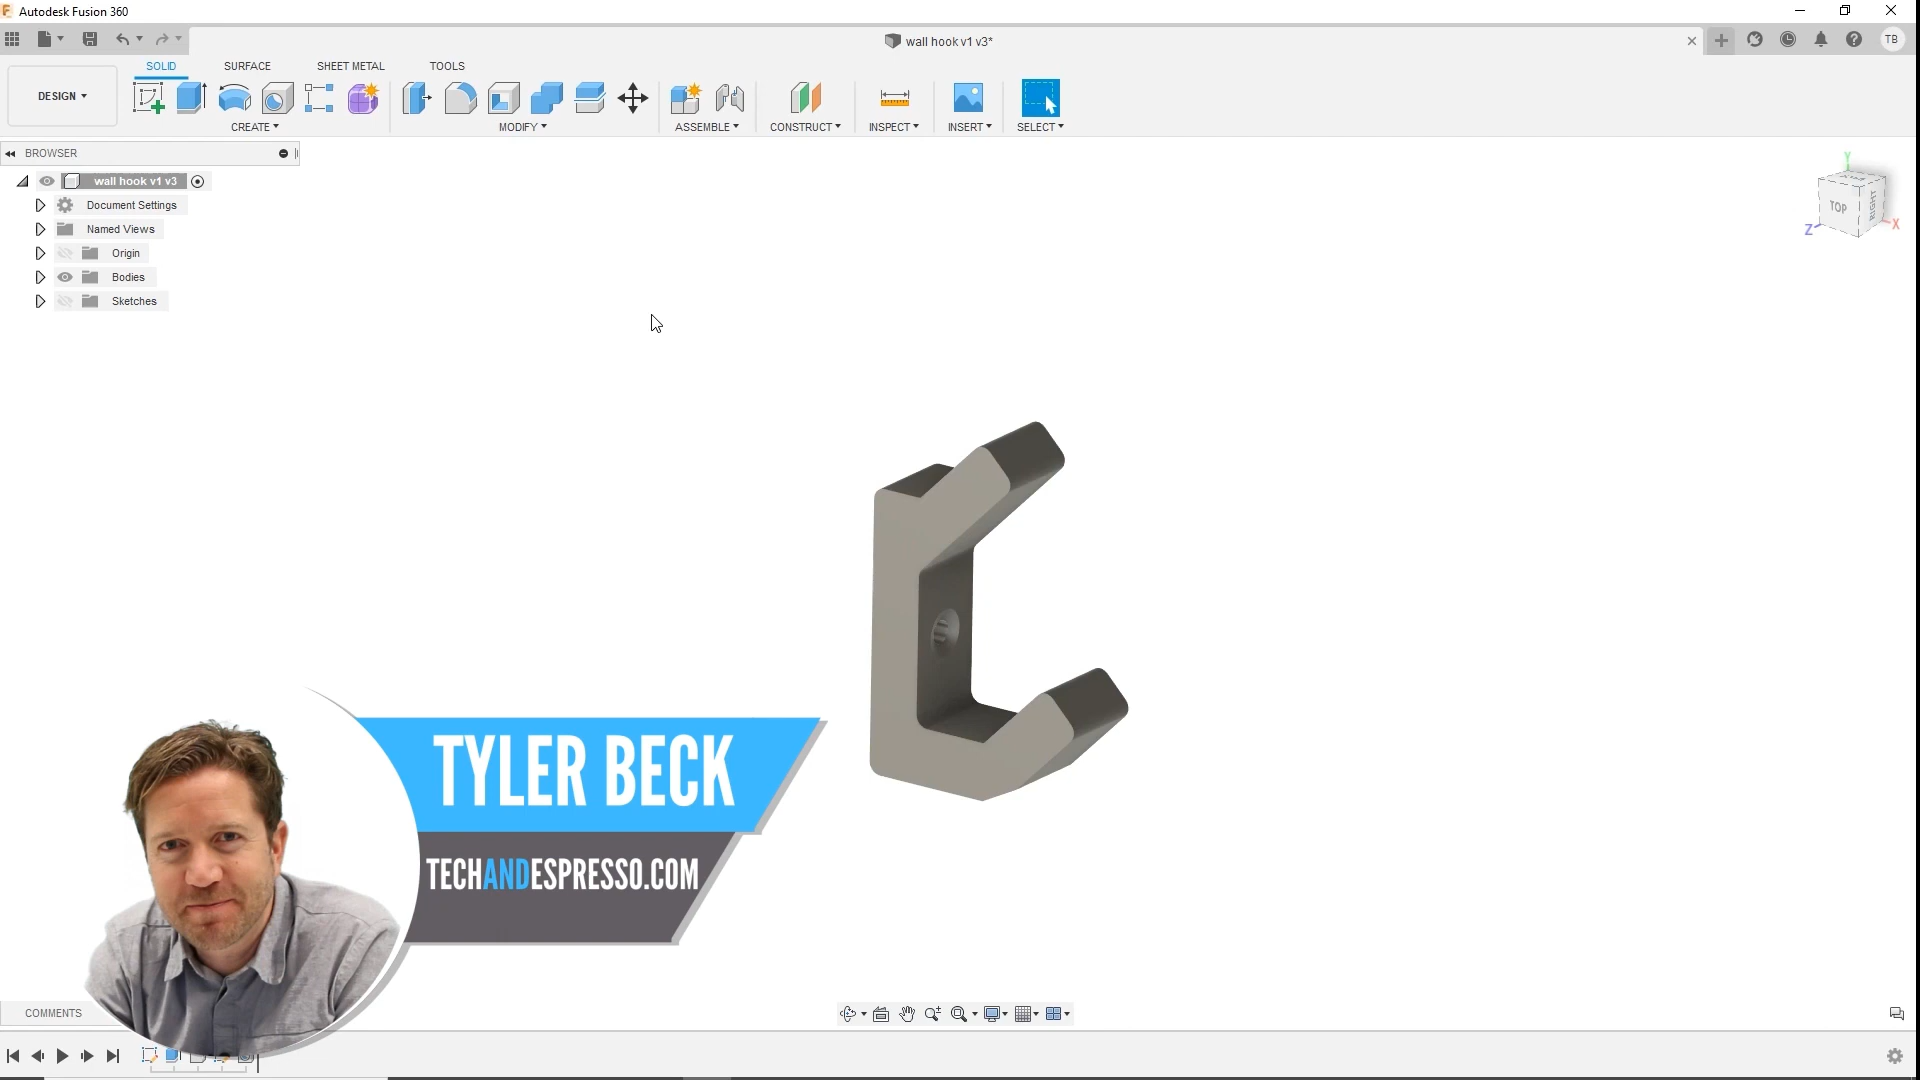 Autodesk Fusion 360
wall hook v1 v3*
TB
DESIGN
SOLID
SURFACE
SHEET METAL
TOOLS
CREATE
MODIFY
ASSEMBLE
CONSTRUCT
INSPECT
INSERT
SELECT
BROWSER
wall hook v1 v3
Document Settings
Named Views
Origin
Bodies
Sketches
Y
TOP
RIGHT
Z
X
TYLER BECK
TECHANDESPRESSO.COM
COMMENTS